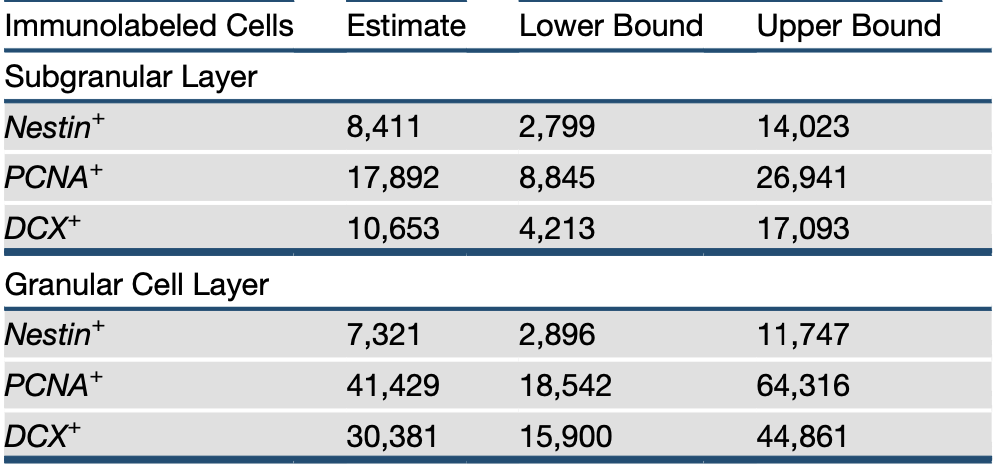 Immunolabeled Cells Estimate Lower Bound Upper Bound
Subgranular Layer
Nestin+ 8,411 2,799 14,023
PCNA+ 17,892 8,845 26,941
DCX+ 10,653 4,213 17,093
Granular Cell Layer
Nestin+ 7,321 2,896 11,747
PCNA+ 41,429 18,542 64,316
DCX+ 30,381 15,900 44,861